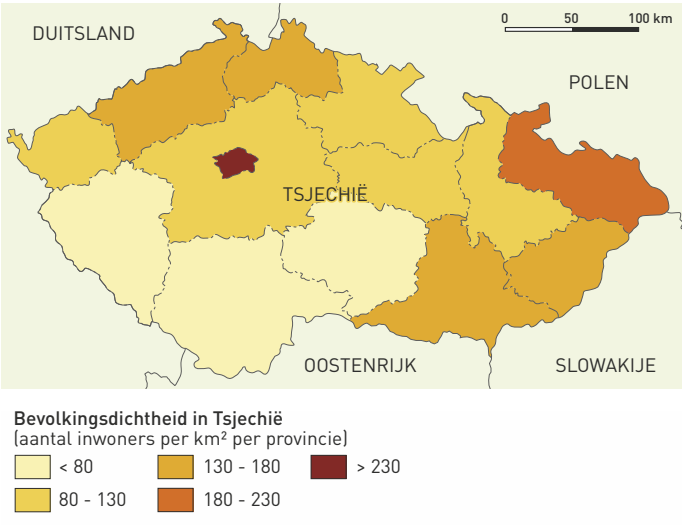 DUITSLAND
0 50 100 km
POLEN
TSJECHIË
OOSTENRIJK
SLOWAKIJE
Bevolkingsdichtheid in Tsjechië
(aantal inwoners per km² per provincie)
< 80
130 - 180
> 230
80 - 130
180 - 230